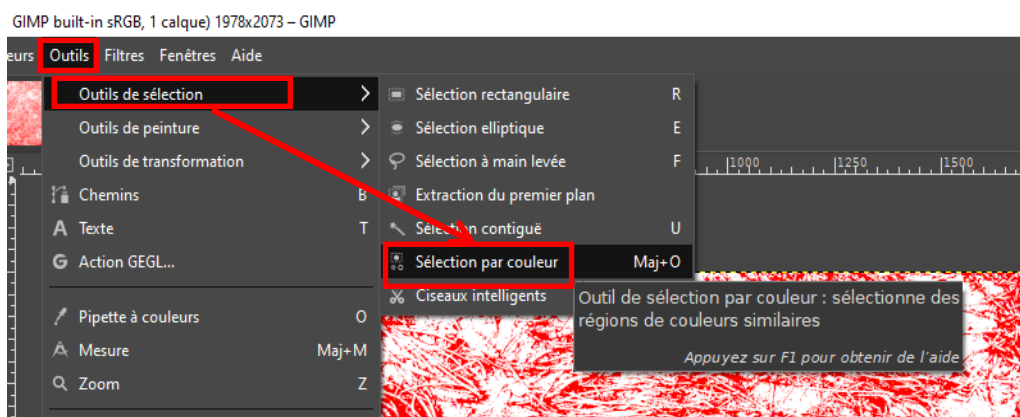 GIMP built-in sRGB, 1 calque) 1978x2073 – GIMP
eurs Outils Filtres Fenêtres Aide
Outils de sélection
Outils de peinture
Outils de transformation
Chemins B
Texte T
Action GEGL...
Pipette à couleurs O
Mesure Maj+M
Zoom Z
Sélection rectangulaire R
Sélection elliptique E
Sélection à main levée F
Extraction du premier plan
Sélection contiguë U
Sélection par couleur Maj+O
Ciseaux intelligents
1000 1250 1500
Outil de sélection par couleur : sélectionne des
régions de couleurs similaires
Appuyez sur F1 pour obtenir de l'aide